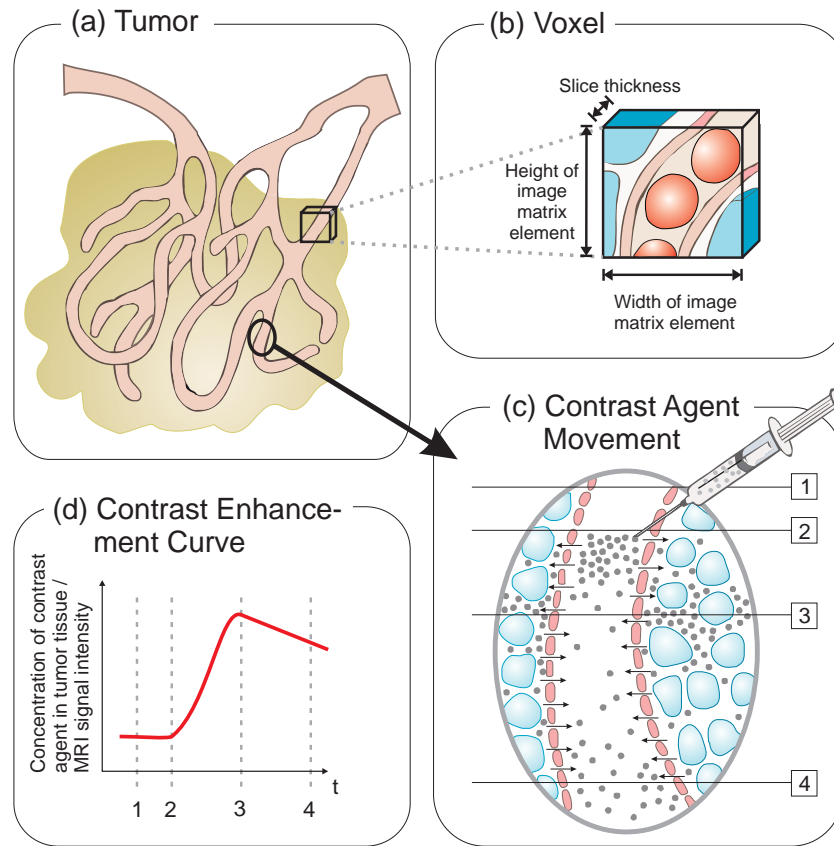 (a) Tumor
(b) Voxel
Slice thickness
Height of
image
matrix
element
Width of image
matrix element
(c) Contrast Agent
Movement
1
2
3
4
(d) Contrast Enhance-
ment Curve
Concentration of contrast
agent in tumor tissue /
MRI signal intensity
t
1 2 3 4